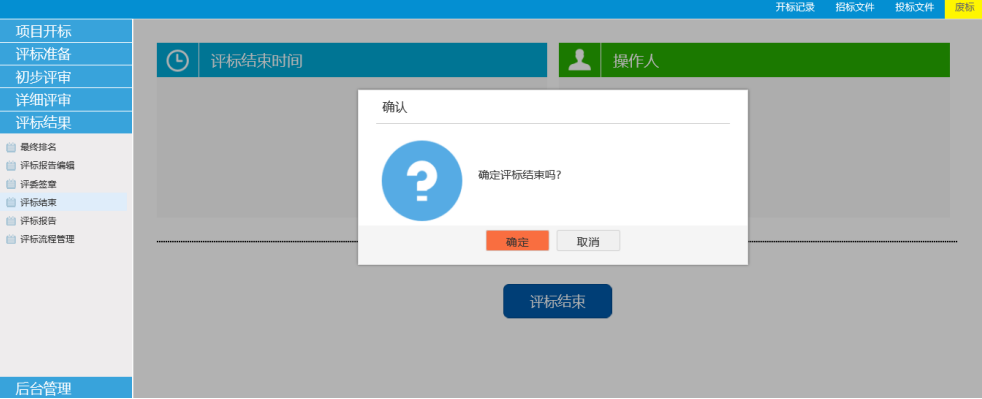 开标记录 招标文件 投标文件 废标
项目开标
评标准备
初步评审
详细评审
评标结果
最终排名
评标报告编辑
评委签章
评标结束
评标报告
评标流程管理
后台管理
评标结束时间
操作人
确认
确定评标结束吗?
确定 取消
评标结束